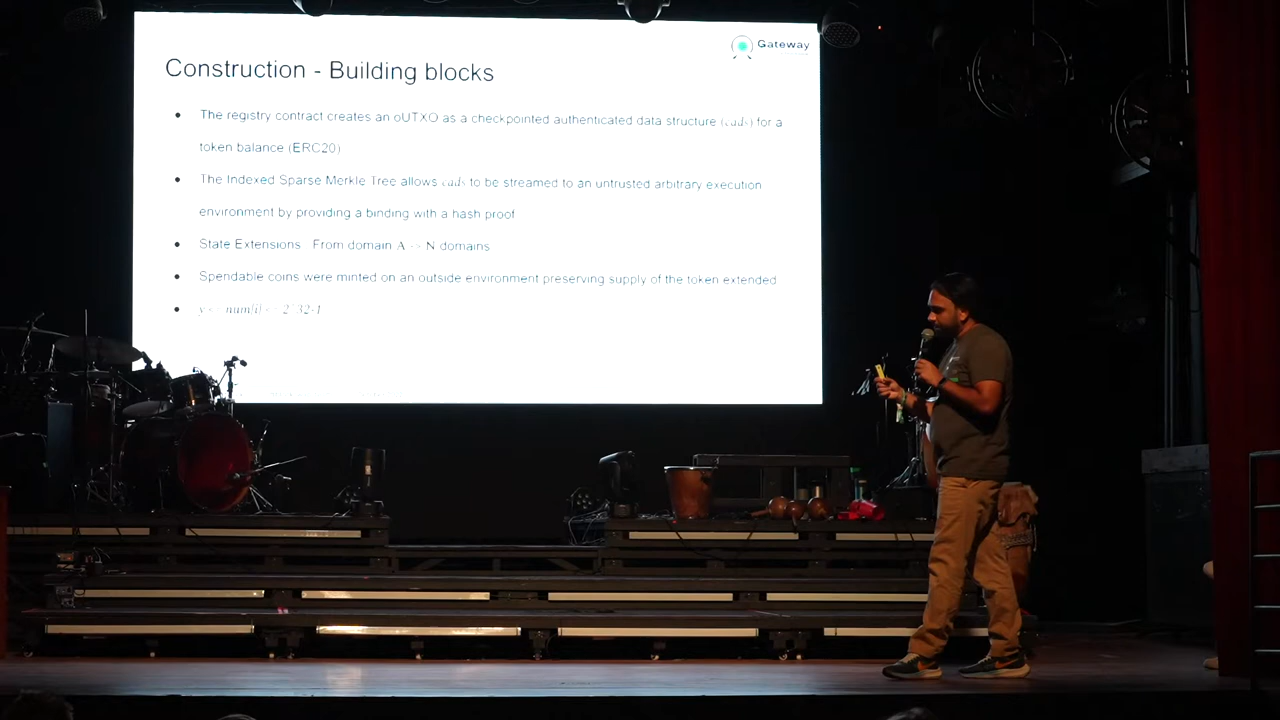 Gateway
Construction - Building blocks
The registry contract creates an oUTXO as a checkpointed authenticated data structure (cads) for a
token balance (ERC20)
The Indexed Sparse Merkle Tree allows cads to be streamed to an untrusted arbitrary execution
environment by providing a binding with a hash proof
State Extensions From domain A -> N domains
Spendable coins were minted on an outside environment preserving supply of the token extended